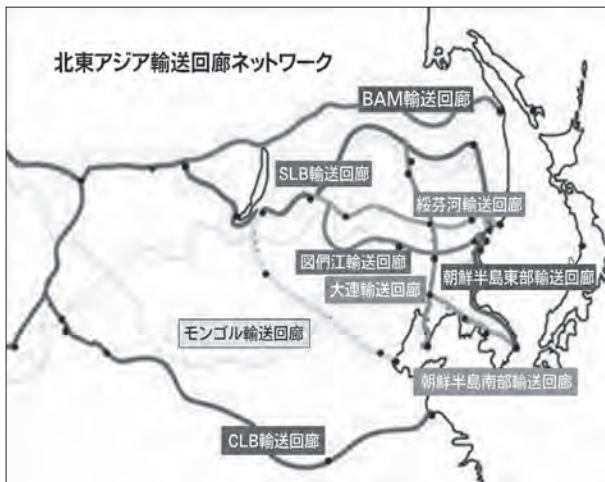 北東アジア輸送回廊ネットワーク
BAM輸送回廊
SLB輸送回廊
綏芬河輸送回廊
図們江輸送回廊
朝鮮半島東部輸送回廊
大連輸送回廊
モンゴル輸送回廊
朝鮮半島南部輸送回廊
CLB輸送回廊